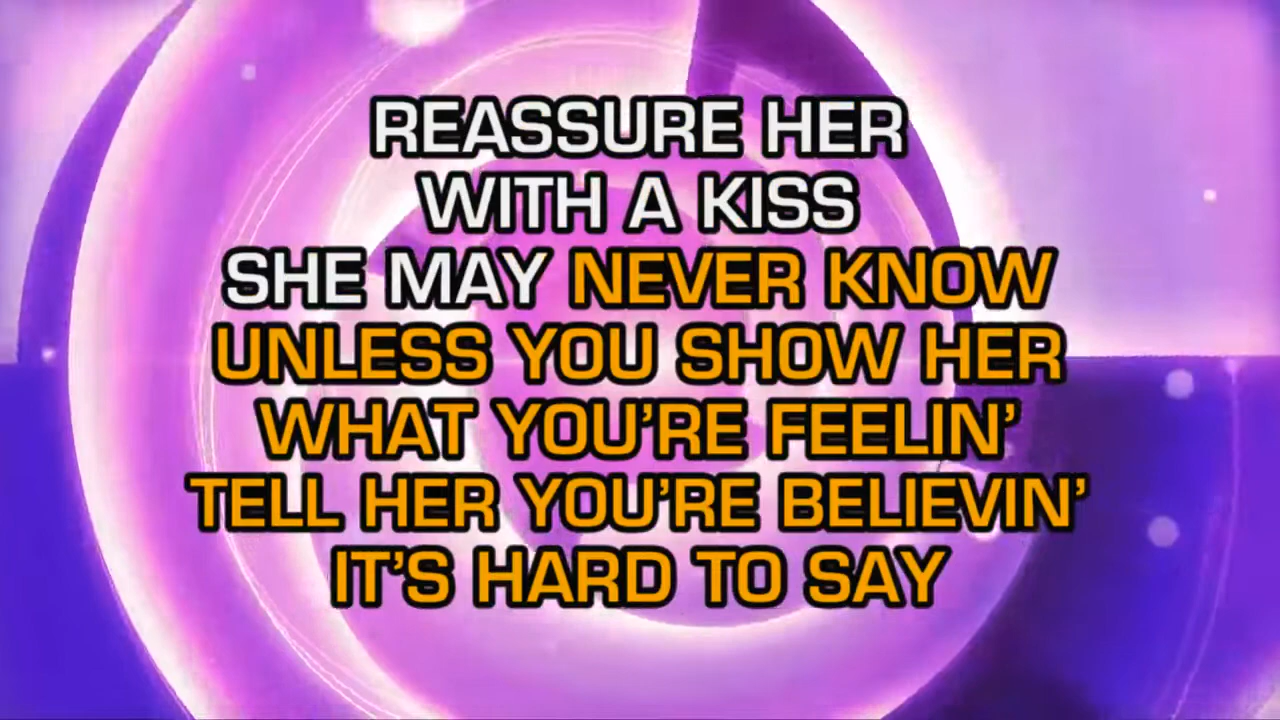 REASSURE HER
WITH A KISS
SHE MAY NEVER KNOW
UNLESS YOU SHOW HER
WHAT YOU'RE FEELIN'
TELL HER YOU'RE BELIEVIN'
IT'S HARD TO SAY